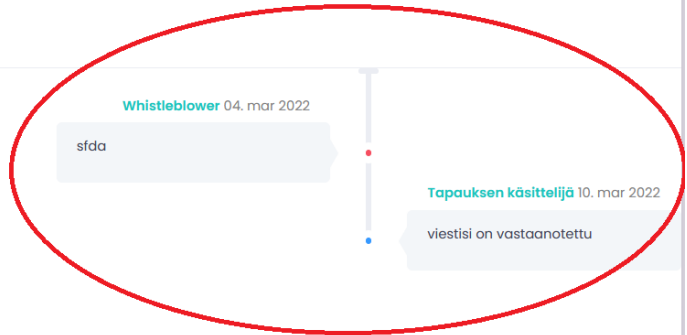 Whistleblower 04. mar 2022
sfda
Tapauksen käsittelijä 10. mar 2022
viestisi on vastaanotettu